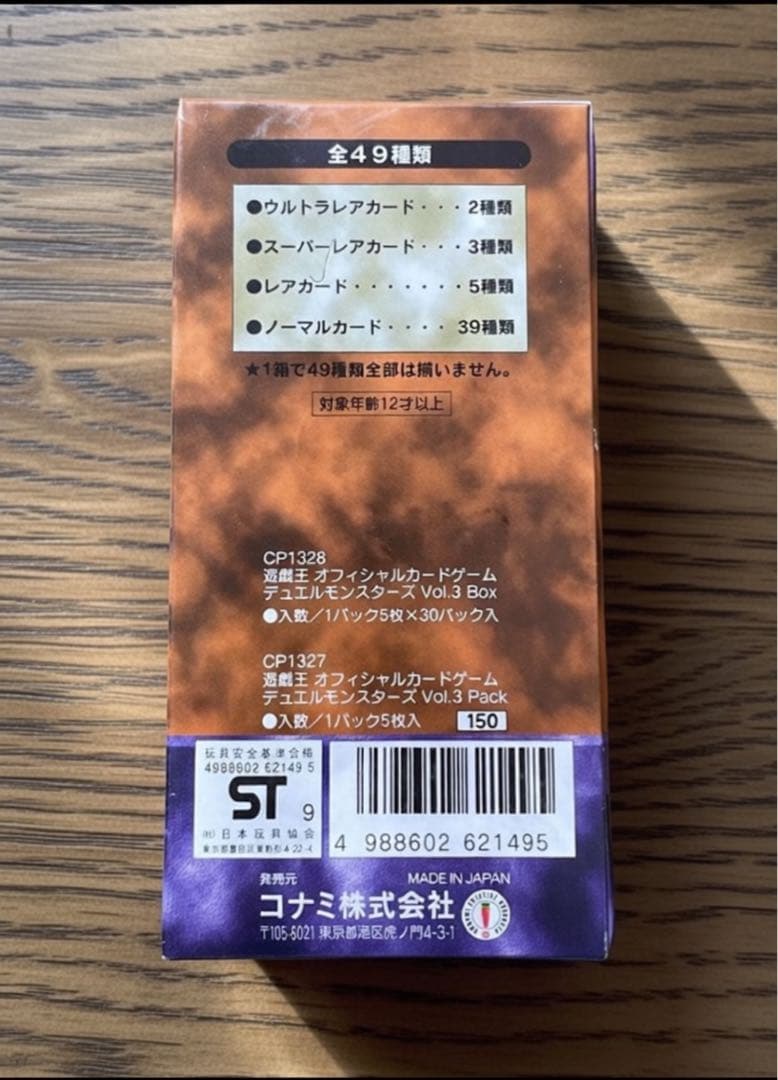 全49種類
●ウルトラレアカード・・・2種類
●スーパーレアカード・・・3種類
●レアカード・・・・・・・5種類
●ノーマルカード・・・・39種類
★1箱で49種類全部は揃いません。
対象年齢12才以上
CP1328
遊戯王 オフィシャルカードゲーム
デュエルモンスターズ Vol.3 Box
●入数/1パック5枚×30パック入
CP1327
遊戯王 オフィシャルカードゲーム
デュエルモンスターズ Vol.3 Pack
●入数/1パック5枚入 150
玩具安全基準合格
4988602 62149 5
ST 9
㈳日本玩具協会
4 988602 621495
発売元 MADE IN JAPAN
コナミ株式会社
〒105-6021 東京都港区虎ノ門4-3-1